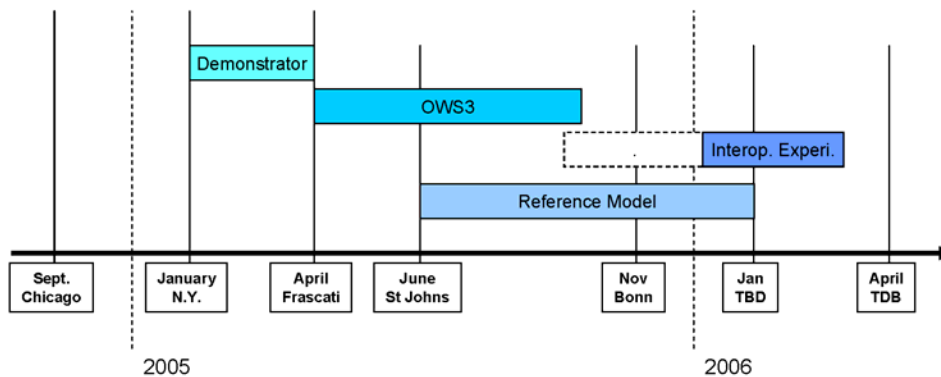 Demonstrator
OWS3
.
Interop. Experi.
Reference Model
Sept.
Chicago
January
N.Y.
April
Frascati
June
St Johns
Nov
Bonn
Jan
TBD
April
TDB
2005
2006